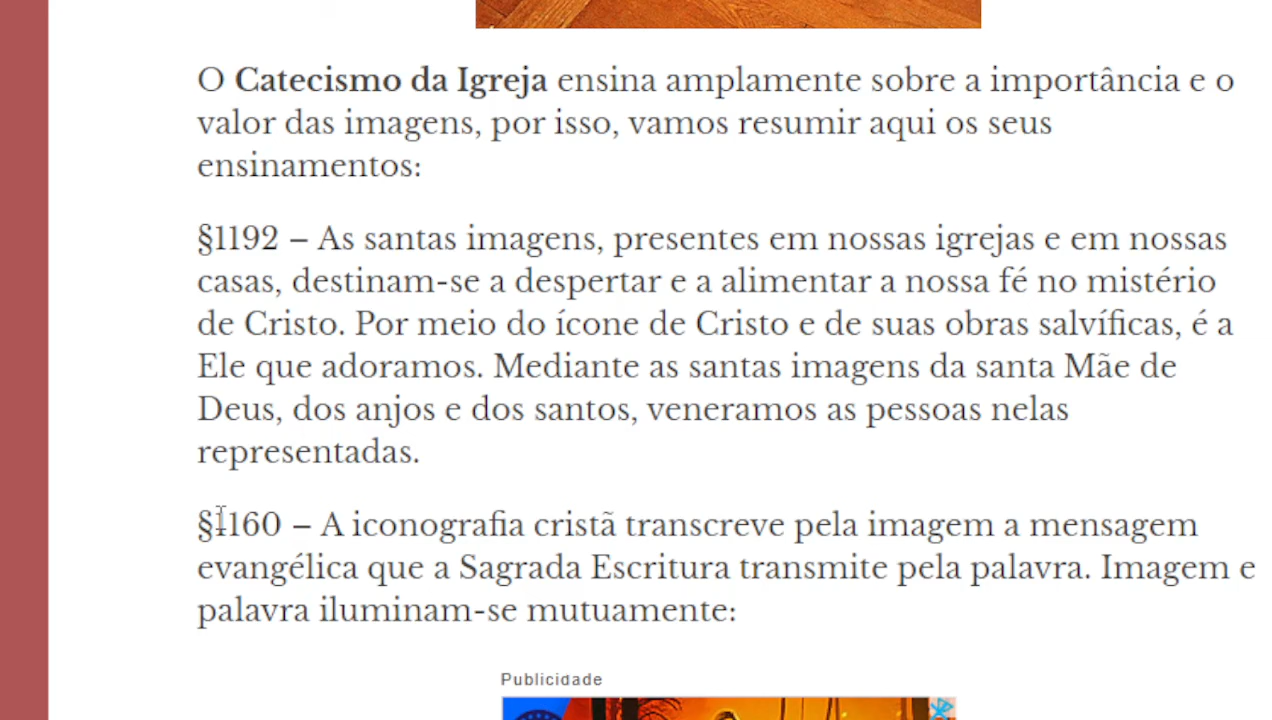 O Catecismo da Igreja ensina amplamente sobre a importância e o
valor das imagens, por isso, vamos resumir aqui os seus
ensinamentos:
§1192 – As santas imagens, presentes em nossas igrejas e em nossas
casas, destinam-se a despertar e a alimentar a nossa fé no mistério
de Cristo. Por meio do ícone de Cristo e de suas obras salvíficas, é a
Ele que adoramos. Mediante as santas imagens da santa Mãe de
Deus, dos anjos e dos santos, veneramos as pessoas nelas
representadas.
§1160 – A iconografia cristã transcreve pela imagem a mensagem
evangélica que a Sagrada Escritura transmite pela palavra. Imagem e
palavra iluminam-se mutuamente:
Publicidade